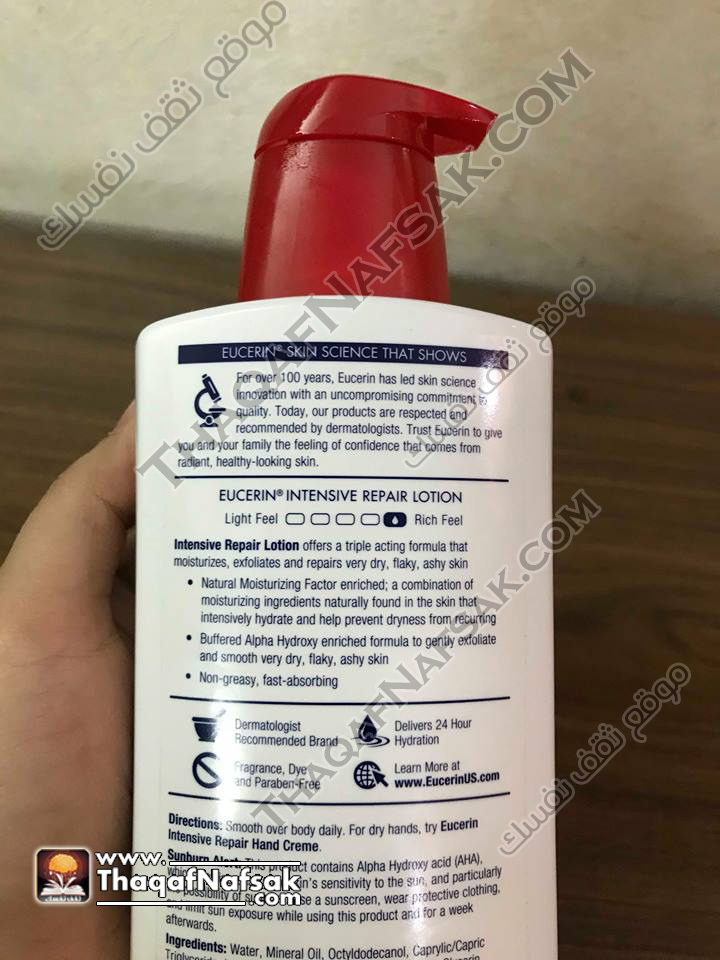 EUCERIN® SKIN SCIENCE THAT SHOWS
For over 100 years, Eucerin has led skin science
innovation with an uncompromising commitment to
quality. Today, our products are respected and
recommended by dermatologists. Trust Eucerin to give
you and your family the feeling of confidence that comes from
radiant, healthy-looking skin.
EUCERIN® INTENSIVE REPAIR LOTION
Light Feel Rich Feel
Intensive Repair Lotion offers a triple acting formula that
moisturizes, exfoliates and repairs very dry, flaky, ashy skin
• Natural Moisturizing Factor enriched; a combination of
moisturizing ingredients naturally found in the skin that
intensively hydrate and help prevent dryness from recurring
• Buffered Alpha Hydroxy enriched formula to gently exfoliate
and smooth very dry, flaky, ashy skin
• Non-greasy, fast-absorbing
Dermatologist
Recommended Brand
Delivers 24 Hour
Hydration
Fragrance, Dye
and Paraben-Free
Learn More at
www.EucerinUS.com
Directions: Smooth over body daily. For dry hands, try Eucerin
Intensive Repair Hand Creme.
Sunburn Alert: This product contains Alpha Hydroxy acid (AHA),
sensitivity to the sun, and particularly
possibility of use a sunscreen, wear protective clothing,
and limit sun exposure while using this product and for a week
afterwards.
Ingredients: Water, Mineral Oil, Octyldodecanol, Caprylic/Capric
www.
ThaqafNafsak
.com
ثقف نفسك
THAQAFNAFSAK.COM
THAQAFNAFSAK.COM
موقع ثقف نفسك
موقع ثقف نفسك
موقع ثقف نفسك